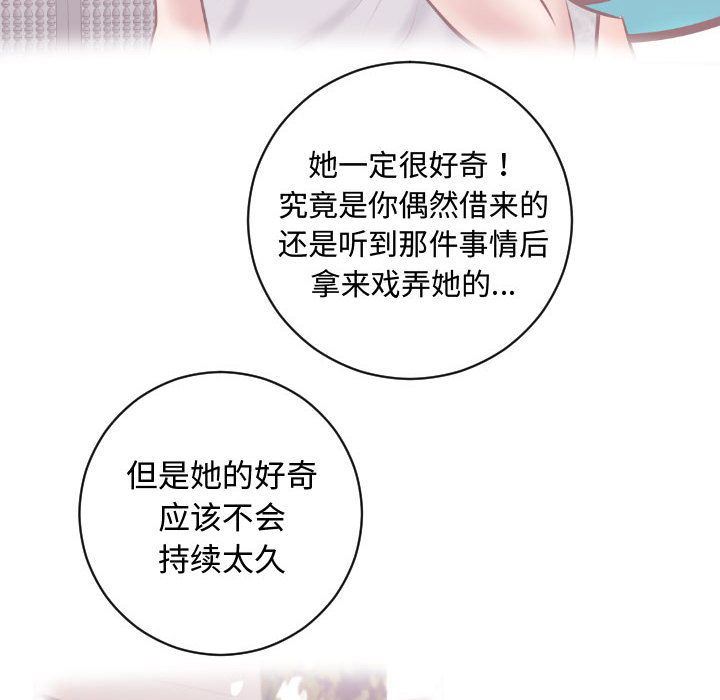 她一定很好奇！
究竟是你偶然借来的
还是听到那件事情后
拿来戏弄她的...
但是她的好奇
应该不会
持续太久